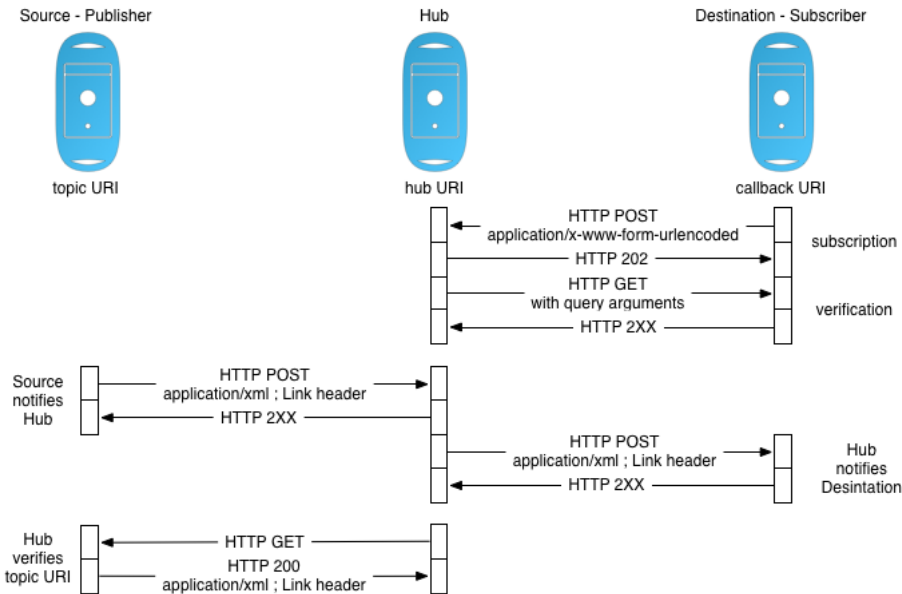 Source - Publisher
Hub
Destination - Subscriber
topic URI
hub URI
callback URI
HTTP POST
application/x-www-form-urlencoded
subscription
HTTP 202
HTTP GET
with query arguments
verification
HTTP 2XX
Source
notifies
Hub
HTTP POST
application/xml ; Link header
HTTP 2XX
HTTP POST
application/xml ; Link header
HTTP 2XX
Hub
notifies
Desintation
Hub
verifies
topic URI
HTTP GET
HTTP 200
application/xml ; Link header